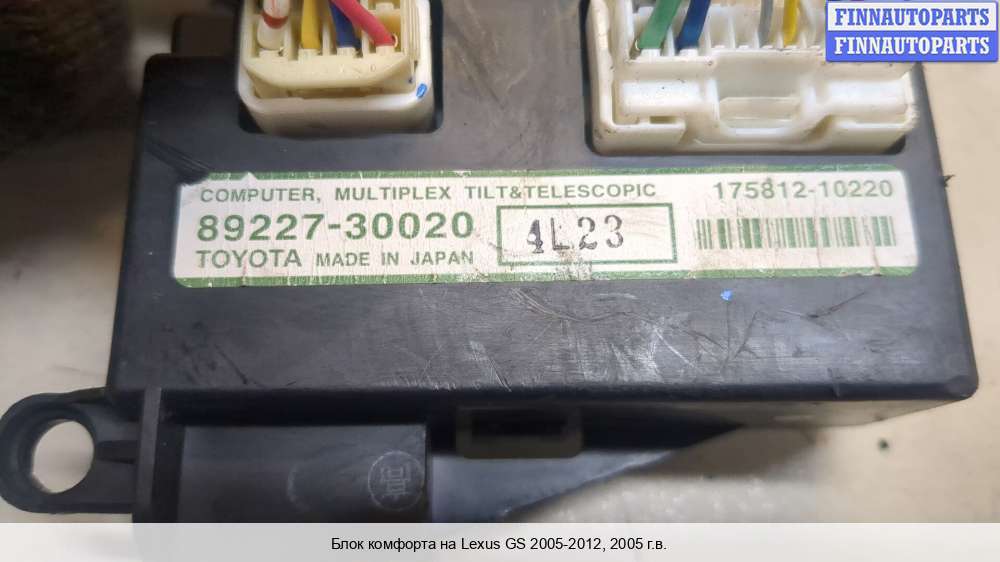 FINNAUTOPARTS
FINNAUTOPARTS
COMPUTER, MULTIPLEX TILT&TELESCOPIC 175812-10220
89227-30020 4L23
TOYOTA MADE IN JAPAN
Блок комфорта на Lexus GS 2005-2012, 2005 г.в.